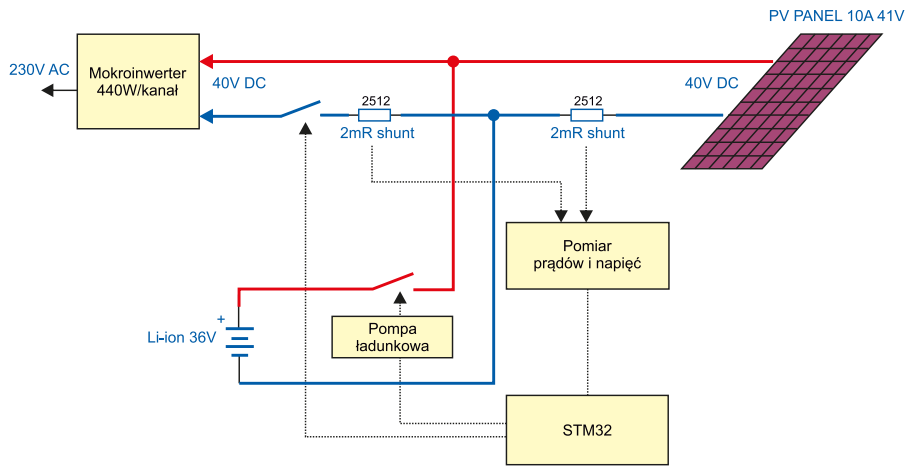 PV PANEL 10A 41V
230V AC
Mokroinwerter
440W/kanał
40V DC
40V DC
2512
2mR shunt
2512
2mR shunt
Pomiar
prądów i napięć
Li-ion 36V
+
Pompa
ładunkowa
STM32